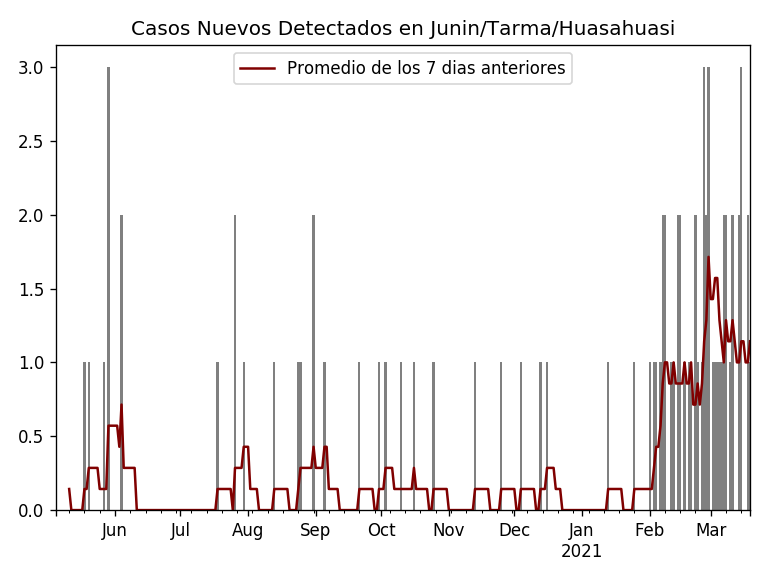 Casos Nuevos Detectados en Junin/Tarma/Huasahuasi
Promedio de los 7 dias anteriores
3.0
2.5
2.0
1.5
1.0
0.5
0.0
Jun Jul Aug Sep Oct Nov Dec Jan Feb Mar
2021